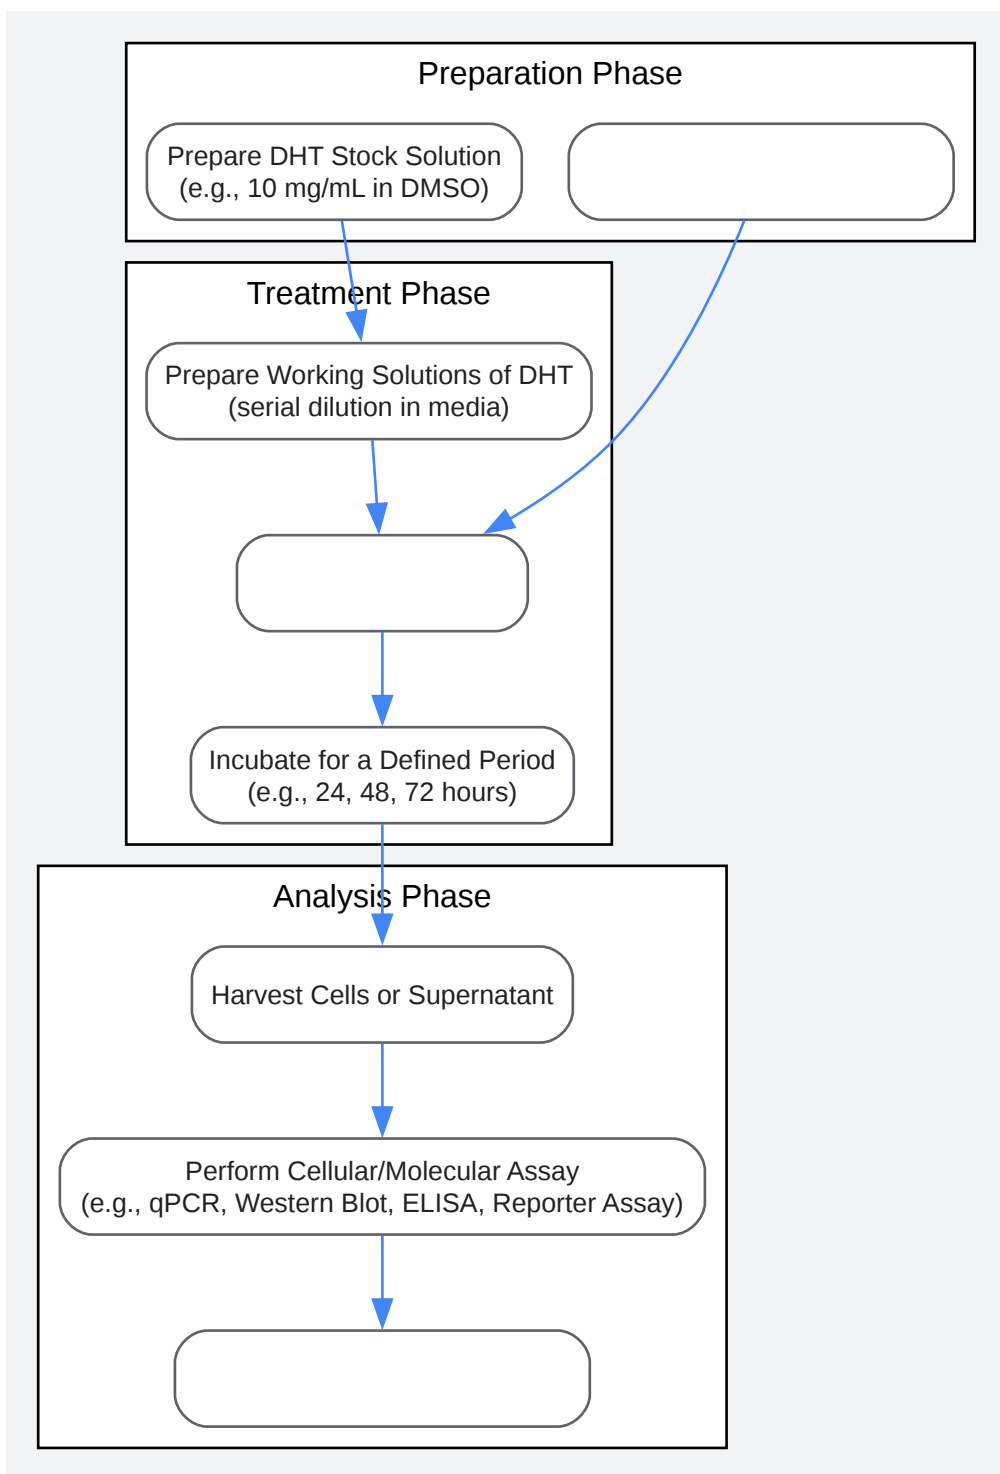 Preparation Phase
Prepare DHT Stock Solution
(e.g., 10 mg/mL in DMSO)
Treatment Phase
Prepare Working Solutions of DHT
(serial dilution in media)
Incubate for a Defined Period
(e.g., 24, 48, 72 hours)
Analysis Phase
Harvest Cells or Supernatant
Perform Cellular/Molecular Assay
(e.g., qPCR, Western Blot, ELISA, Reporter Assay)